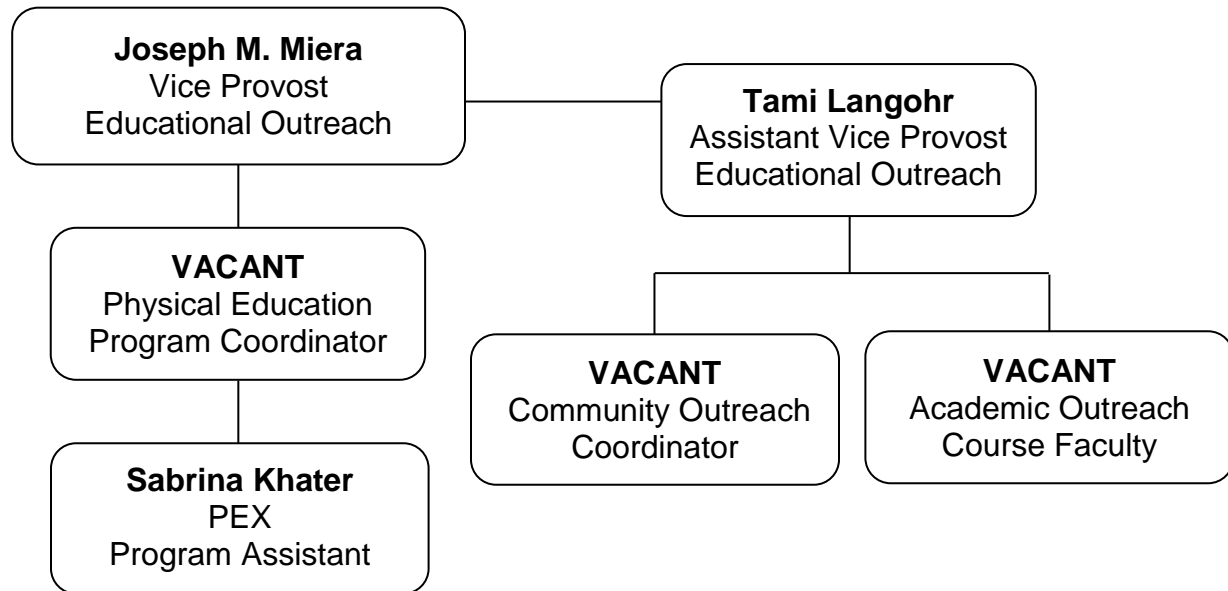 Joseph M. Miera
Vice Provost
Educational Outreach
Tami Langohr
Assistant Vice Provost
Educational Outreach
VACANT
Physical Education
Program Coordinator
VACANT
Community Outreach
Coordinator
VACANT
Academic Outreach
Course Faculty
Sabrina Khater
PEX
Program Assistant